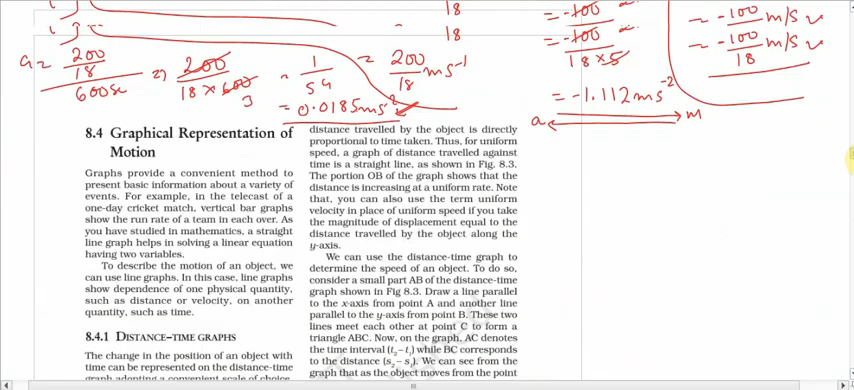 18
18
a = 200
18
600sec
⇒ 200
18 × 600
3
= 1
54
= 0.0185ms⁻²
= 200
18 ms⁻¹
= -100
= -100
18 × 5
= -1.112 ms⁻²
a
m
= -100 m/s
= -100 m/s
18
8.4 Graphical Representation of
Motion
Graphs provide a convenient method to
present basic information about a variety of
events. For example, in the telecast of a
one-day cricket match, vertical bar graphs
show the run rate of a team in each over. As
you have studied in mathematics, a straight
line graph helps in solving a linear equation
having two variables.
To describe the motion of an object, we
can use line graphs. In this case, line graphs
show dependence of one physical quantity,
such as distance or velocity, on another
quantity, such as time.
8.4.1 DISTANCE–TIME GRAPHS
The change in the position of an object with
time can be represented on the distance-time
graph adopting a convenient scale of choice.
distance travelled by the object is directly
proportional to time taken. Thus, for uniform
speed, a graph of distance travelled against
time is a straight line, as shown in Fig. 8.3.
The portion OB of the graph shows that the
distance is increasing at a uniform rate. Note
that, you can also use the term uniform
velocity in place of uniform speed if you take
the magnitude of displacement equal to the
distance travelled by the object along the
y-axis.
We can use the distance-time graph to
determine the speed of an object. To do so,
consider a small part AB of the distance-time
graph shown in Fig 8.3. Draw a line parallel
to the x-axis from point A and another line
parallel to the y-axis from point B. These two
lines meet each other at point C to form a
triangle ABC. Now, on the graph, AC denotes
the time interval (t₂ – t₁) while BC corresponds
to the distance (s₂ – s₁). We can see from the
graph that as the object moves from the point